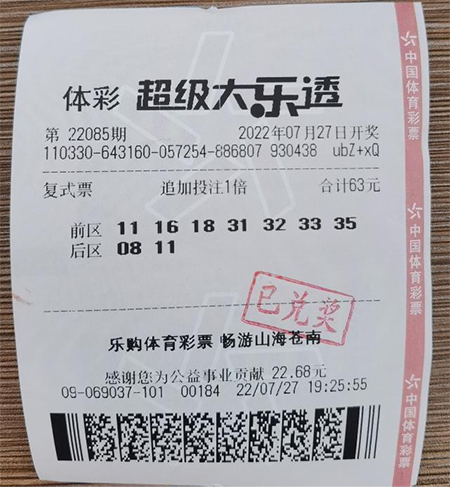 体彩 超级大乐透
第 22085期 2022年07月27日开奖
110330-643160-057254-886807 930438 ubZ+xQ
复式票 追加投注1倍 合计63元
前区 11 16 18 31 32 33 35
后区 08 11
已兑奖
乐购体育彩票 畅游山海苍南
感谢您为公益事业贡献 22.68元
09-069037-101 00184 22/07/27 19:25:55
中国体育彩票
中国体育彩票
中国体育彩票